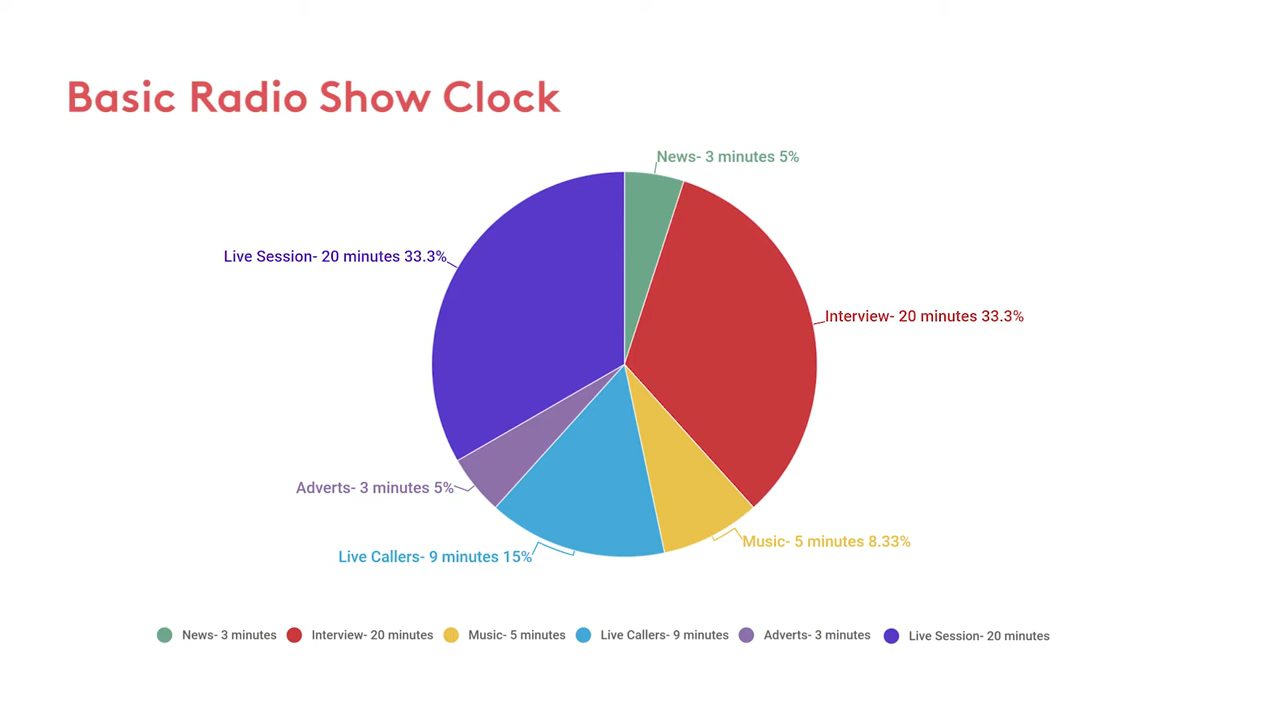 Basic Radio Show Clock
News- 3 minutes 5%
Live Session- 20 minutes 33.3%
Interview- 20 minutes 33.3%
Adverts- 3 minutes 5%
Music- 5 minutes 8.33%
Live Callers- 9 minutes 15%
News- 3 minutes Interview- 20 minutes Music- 5 minutes Live Callers- 9 minutes Adverts- 3 minutes Live Session- 20 minutes